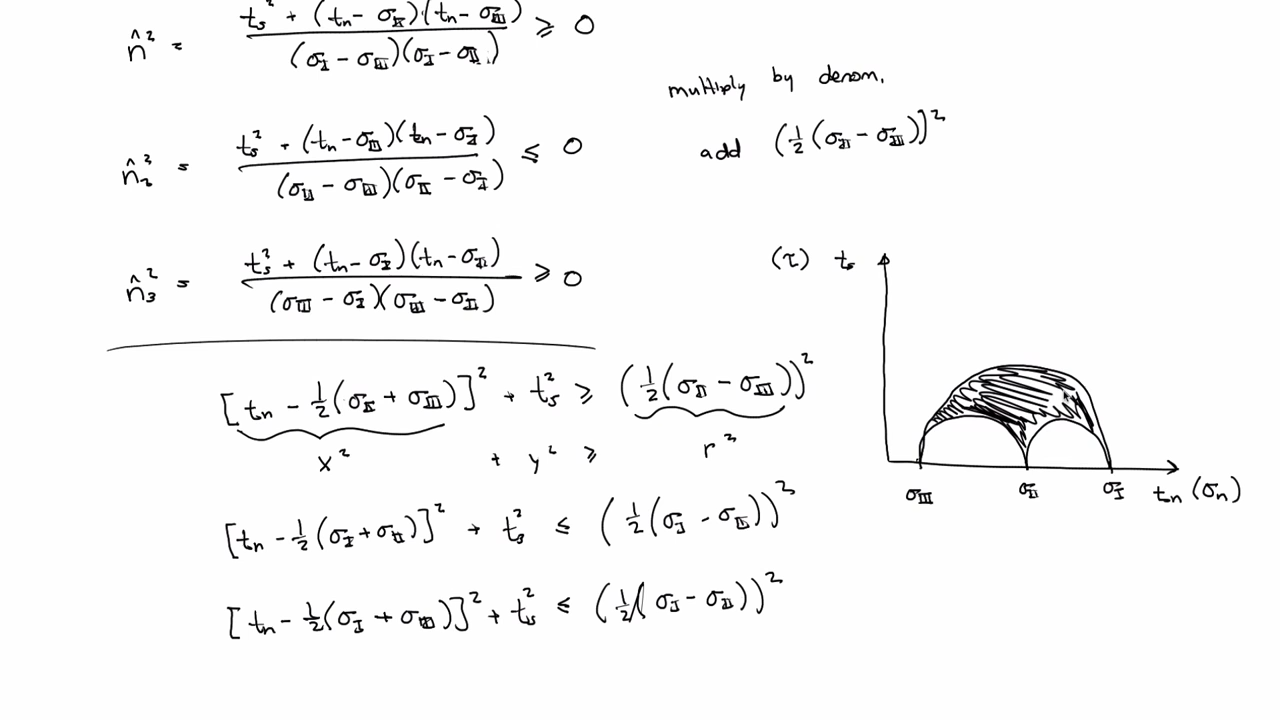 n̂² = (t_s² + (t_n - σ_II)·(t_n - σ_III)) / ((σ_I - σ_III)(σ_I - σ_II)) ≥ 0
multiply by denom,
add (½(σ_II - σ_III)]²
n̂₂² = (t_s² + (t_n - σ_III)(t_n - σ_I)) / ((σ_II - σ_III)(σ_II - σ_I)) ≤ 0
n̂₃² = (t_s² + (t_n - σ_I)(t_n - σ_II)) / ((σ_III - σ_I)(σ_III - σ_II)) ≥ 0
[t_n - ½(σ_II + σ_III)]² + t_s² ≥ (½(σ_II - σ_III))²
x² + y² ≥ r²
[t_n - ½(σ_I + σ_II)]² + t_s² ≤ (½(σ_I - σ_II))²
[t_n - ½(σ_I + σ_III)]² + t_s² ≤ (½(σ_I - σ_II))²
(τ) t_s
σ_III σ_II σ_I t_n (σ_n)